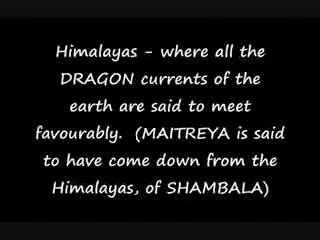 Himalayas - where all the
DRAGON currents of the
earth are said to meet
favourably.  (MAITREYA is said
to have come down from the
Himalayas, of SHAMBALA)